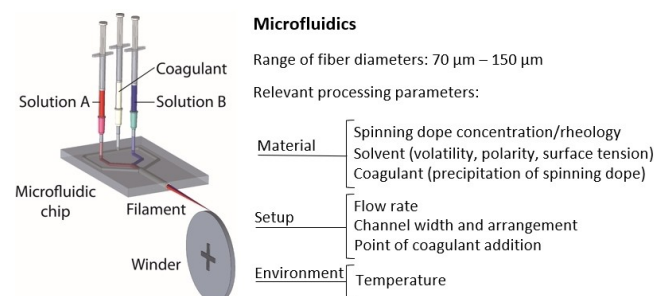 Microfluidics
Range of fiber diameters: 70 µm – 150 µm
Relevant processing parameters:
Coagulant
Solution A
Solution B
Microfluidic
chip
Filament
Winder
Material
Spinning dope concentration/rheology
Solvent (volatility, polarity, surface tension)
Coagulant (precipitation of spinning dope)
Setup
Flow rate
Channel width and arrangement
Point of coagulant addition
Environment
Temperature